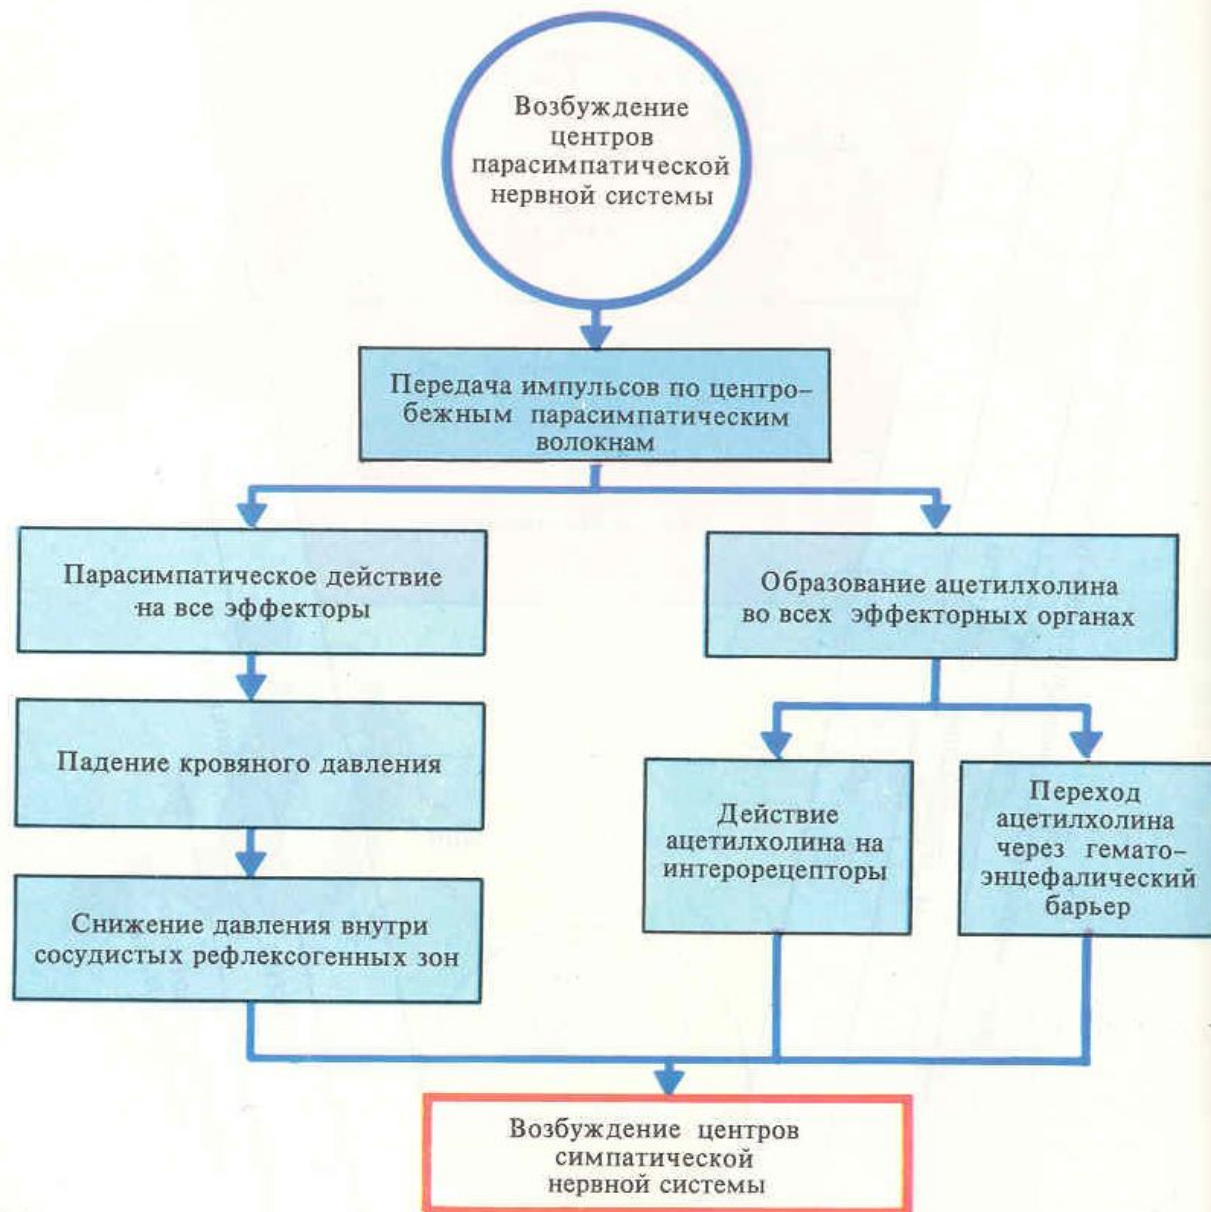 Возбуждение
центров
парасимпатической
нервной системы
Передача импульсов по центро-
бежным парасимпатическим
волокнам
Парасимпатическое действие
на все эффекторы
Образование ацетилхолина
во всех эффекторных органах
Падение кровяного давления
Действие
ацетилхолина на
интерорецепторы
Переход
ацетилхолина
через гемато-
энцефалический
барьер
Снижение давления внутри
сосудистых рефлексогенных зон
Возбуждение центров
симпатической
нервной системы